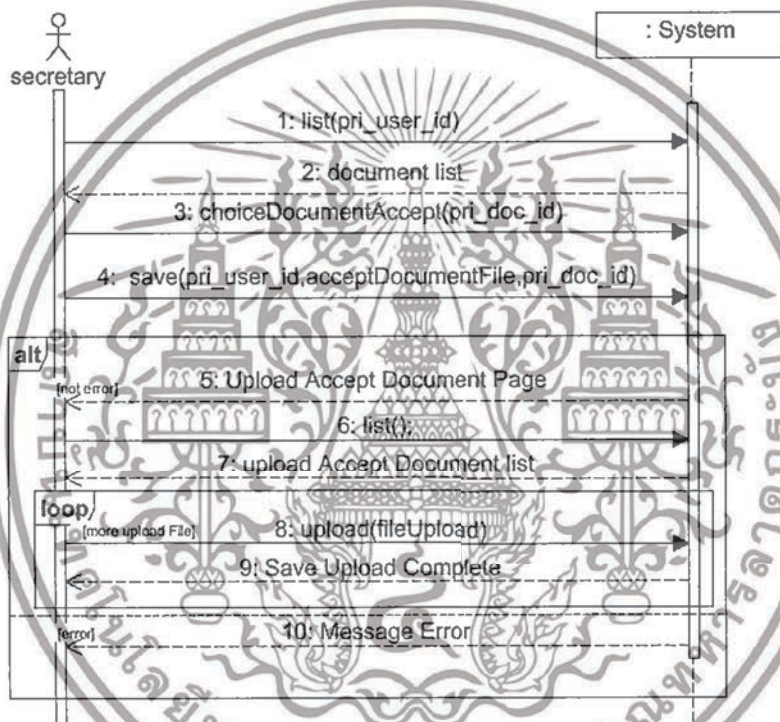 secretary
: System
1: list(pri_user_id)
2: document list
3: choiceDocumentAccept(pri_doc_id)
4: save(pri_user_id,acceptDocumentFile,pri_doc_id)
alt
[not error]
5: Upload Accept Document Page
6: list();
7: upload Accept Document list
loop
[more upload File]
8: upload(fileUpload)
9: Save Upload Complete
[error]
10: Message Error